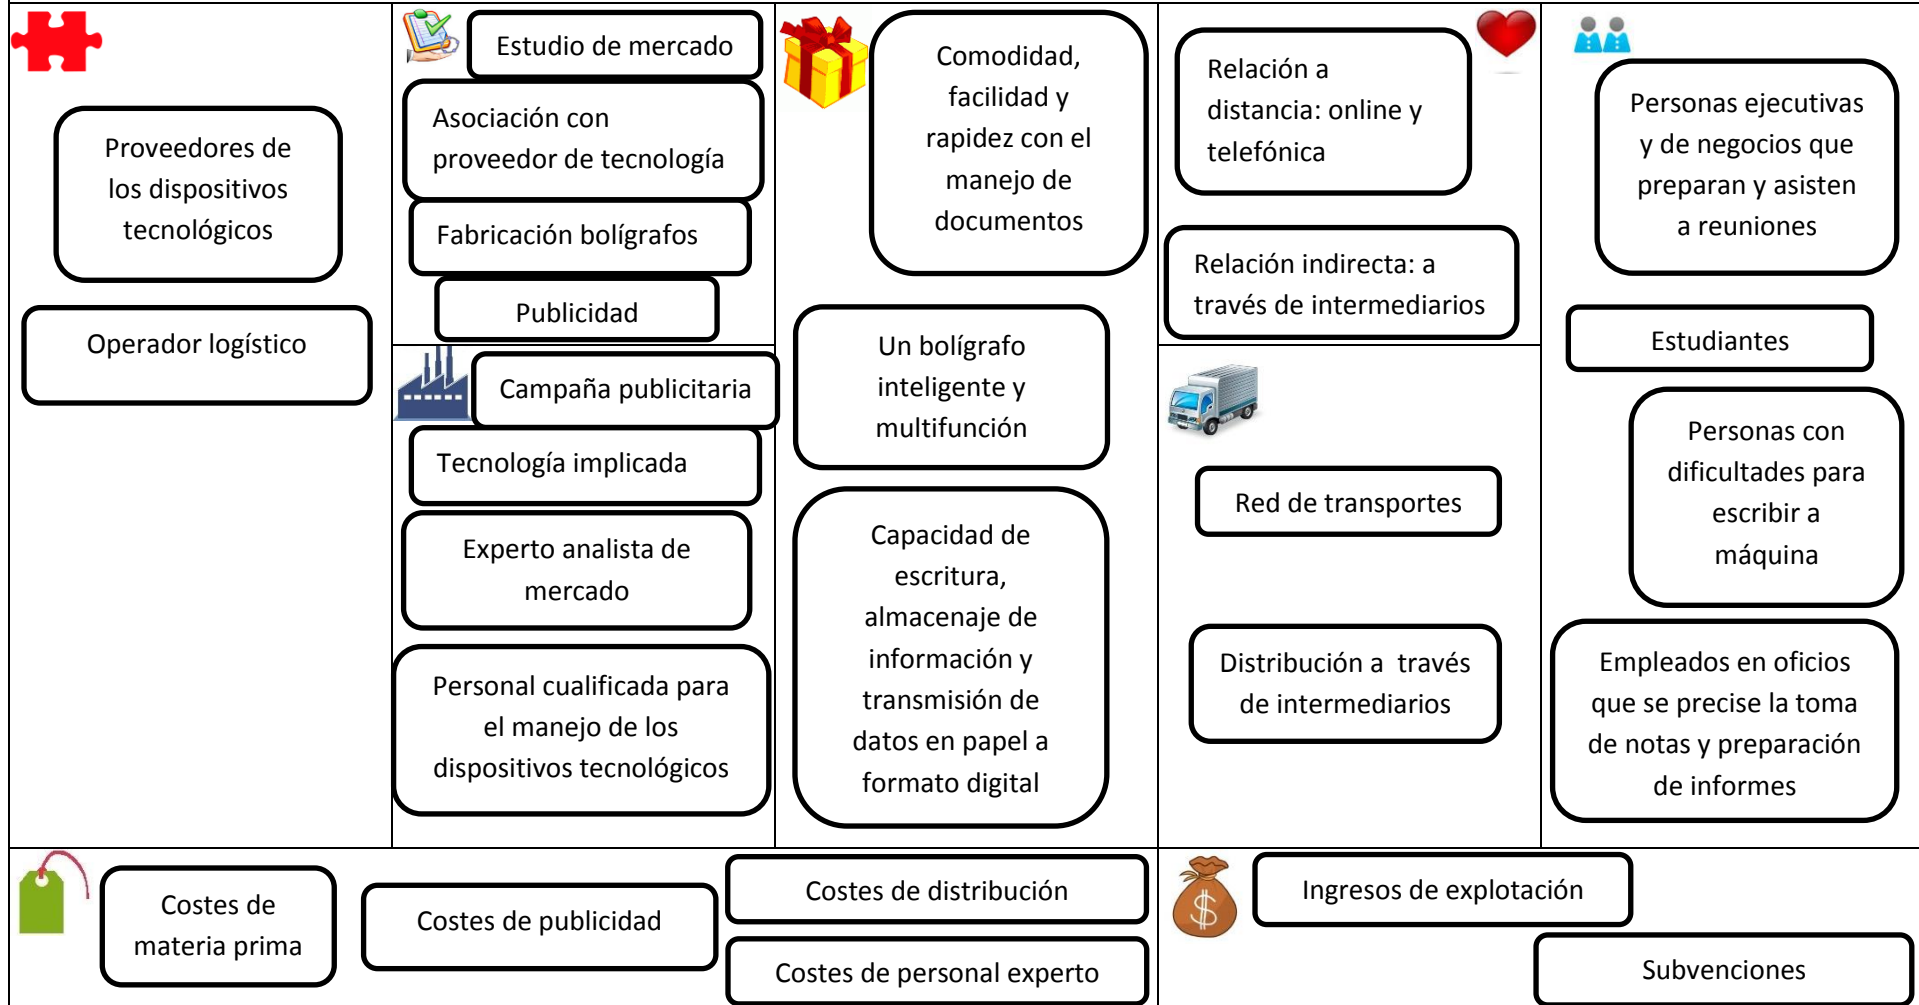 Proveedores de
los dispositivos
tecnológicos
Operador logístico
Estudio de mercado
Asociación con
proveedor de tecnología
Fabricación bolígrafos
Publicidad
Campaña publicitaria
Tecnología implicada
Experto analista de
mercado
Personal cualificada para
el manejo de los
dispositivos tecnológicos
Comodidad,
facilidad y
rapidez con el
manejo de
documentos
Un bolígrafo
inteligente y
multifunción
Capacidad de
escritura,
almacenaje de
información y
transmisión de
datos en papel a
formato digital
Relación a
distancia: online y
telefónica
Relación indirecta: a
través de intermediarios
Red de transportes
Distribución a través
de intermediarios
Personas ejecutivas
y de negocios que
preparan y asisten
a reuniones
Estudiantes
Personas con
dificultades para
escribir a
máquina
Empleados en oficios
que se precise la toma
de notas y preparación
de informes
Costes de
materia prima
Costes de publicidad
Costes de distribución
Costes de personal experto
$
Ingresos de explotación
Subvenciones